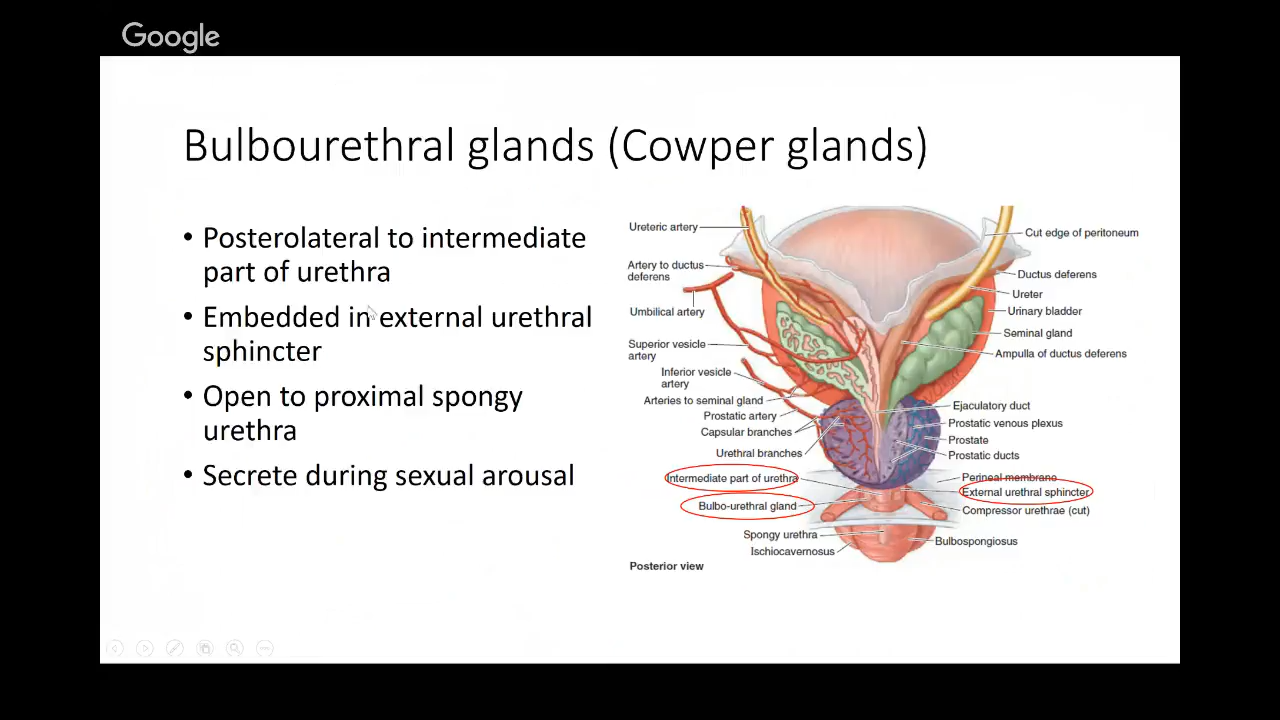 Google
Bulbourethral glands (Cowper glands)
• Posterolateral to intermediate
part of urethra
• Embedded in external urethral
sphincter
• Open to proximal spongy
urethra
• Secrete during sexual arousal
Ureteric artery
Artery to ductus
deferens
Umbilical artery
Superior vesicle
artery
Inferior vesicle
artery
Arteries to seminal gland
Prostatic artery
Capsular branches
Urethral branches
Intermediate part of urethra
Bulbo-urethral gland
Spongy urethra
Ischiocavernosus
Posterior view
Cut edge of peritoneum
Ductus deferens
Ureter
Urinary bladder
Seminal gland
Ampulla of ductus deferens
Ejaculatory duct
Prostatic venous plexus
Prostate
Prostatic ducts
Perineal membrane
External urethral sphincter
Compressor urethrae (cut)
Bulbospongiosus